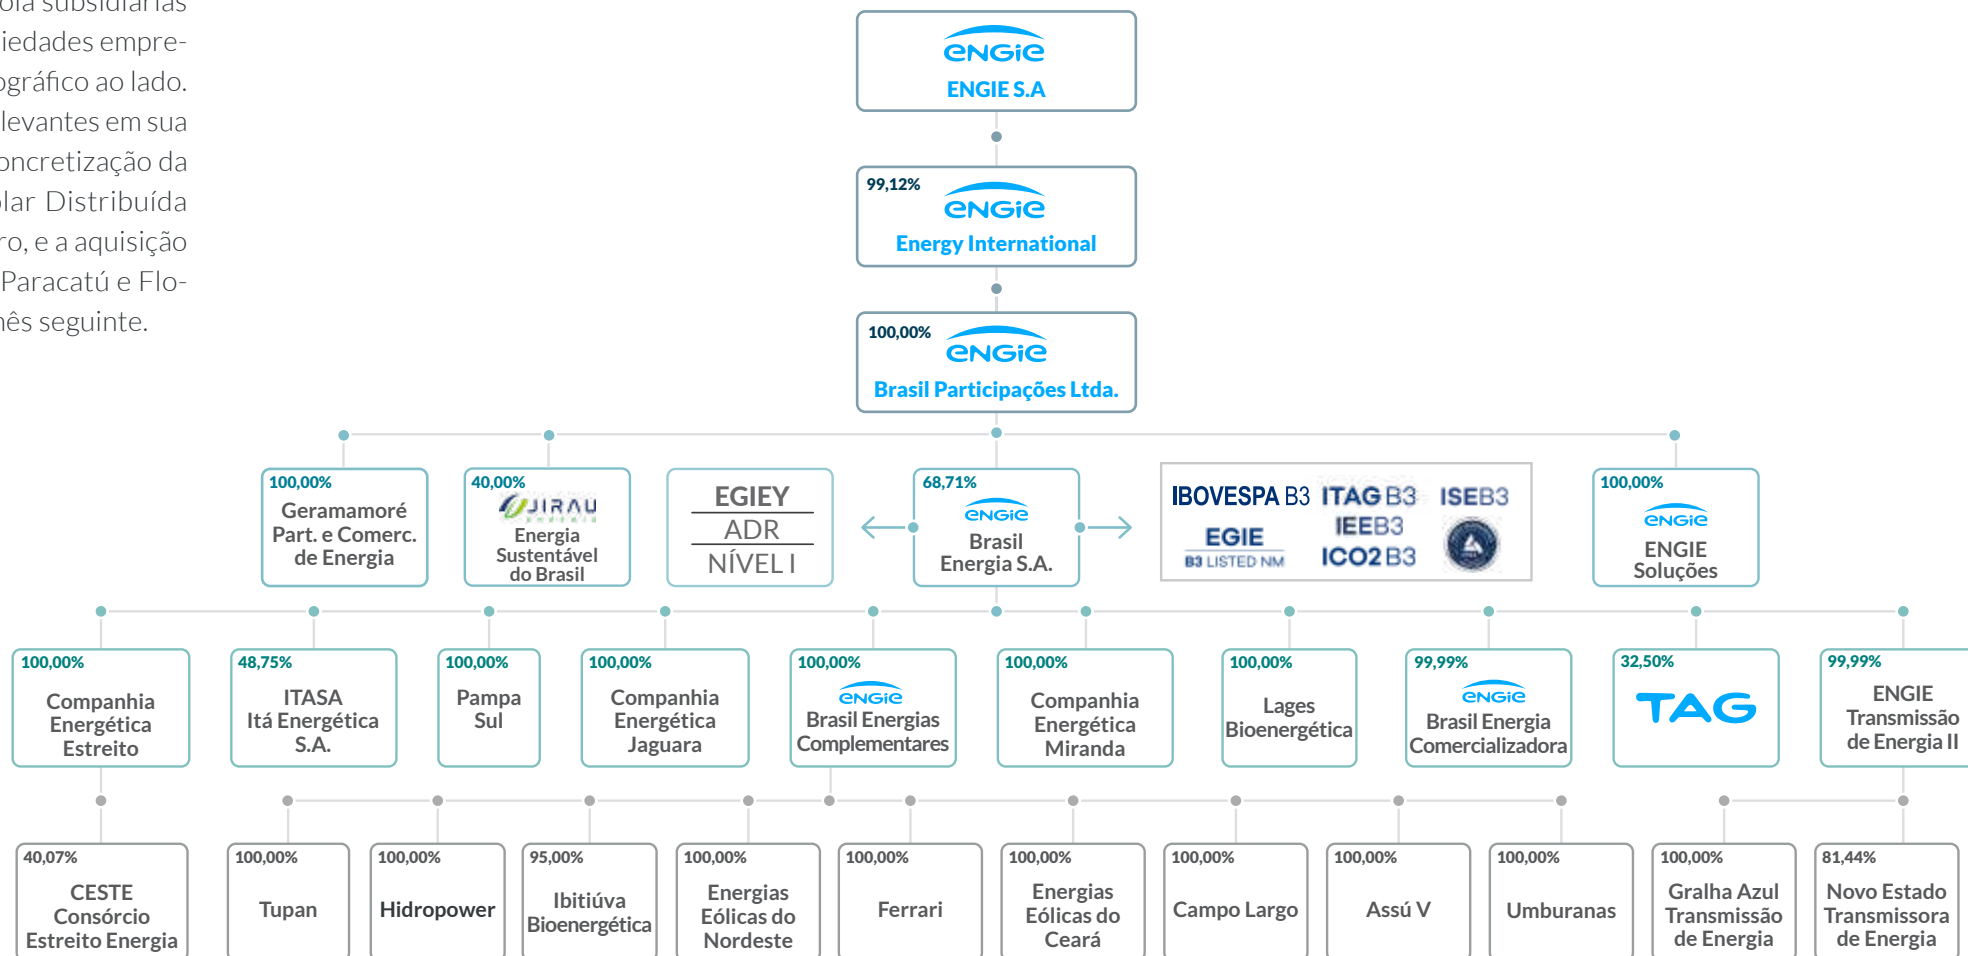 subsidiárias
iedades empre-
ográfico ao lado.
levantes em sua
oncretização da
lar Distribuída
ro, e a aquisição
Paracatú e Flo-
ês seguinte.
ENGIE
ENGIE S.A
99,12%
ENGIE
Energy International
100,00%
ENGIE
Brasil Participações Ltda.
100,00%
Geramamoré
Part. e Comerc.
de Energia
40,00%
JIRAU
ENERGIA
Energia
Sustentável
do Brasil
EGIEY
ADR
NÍVEL I
68,71%
ENGIE
Brasil
Energia S.A.
IBOVESPA B3
ITAG B3
ISEB3
EGIE
B3 LISTED NM
IEEB3
ICO2 B3
100,00%
ENGIE
ENGIE
Soluções
100,00%
Companhia
Energética
Estreito
48,75%
ITASA
Itá Energética
S.A.
100,00%
Pampa
Sul
100,00%
Companhia
Energética
Jaguara
100,00%
ENGIE
Brasil Energias
Complementares
100,00%
Companhia
Energética
Miranda
100,00%
Lages
Bioenergética
99,99%
ENGIE
Brasil Energia
Comercializadora
32,50%
TAG
99,99%
ENGIE
Transmissão
de Energia II
40,07%
CESTE
Consórcio
Estreito Energia
100,00%
Tupan
100,00%
Hidropower
95,00%
Ibitiúva
Bioenergética
100,00%
Energias
Eólicas do
Nordeste
100,00%
Ferrari
100,00%
Energias
Eólicas do
Ceará
100,00%
Campo Largo
100,00%
Assú V
100,00%
Umburanas
100,00%
Gralha Azul
Transmissão
de Energia
81,44%
Novo Estado
Transmissora
de Energia